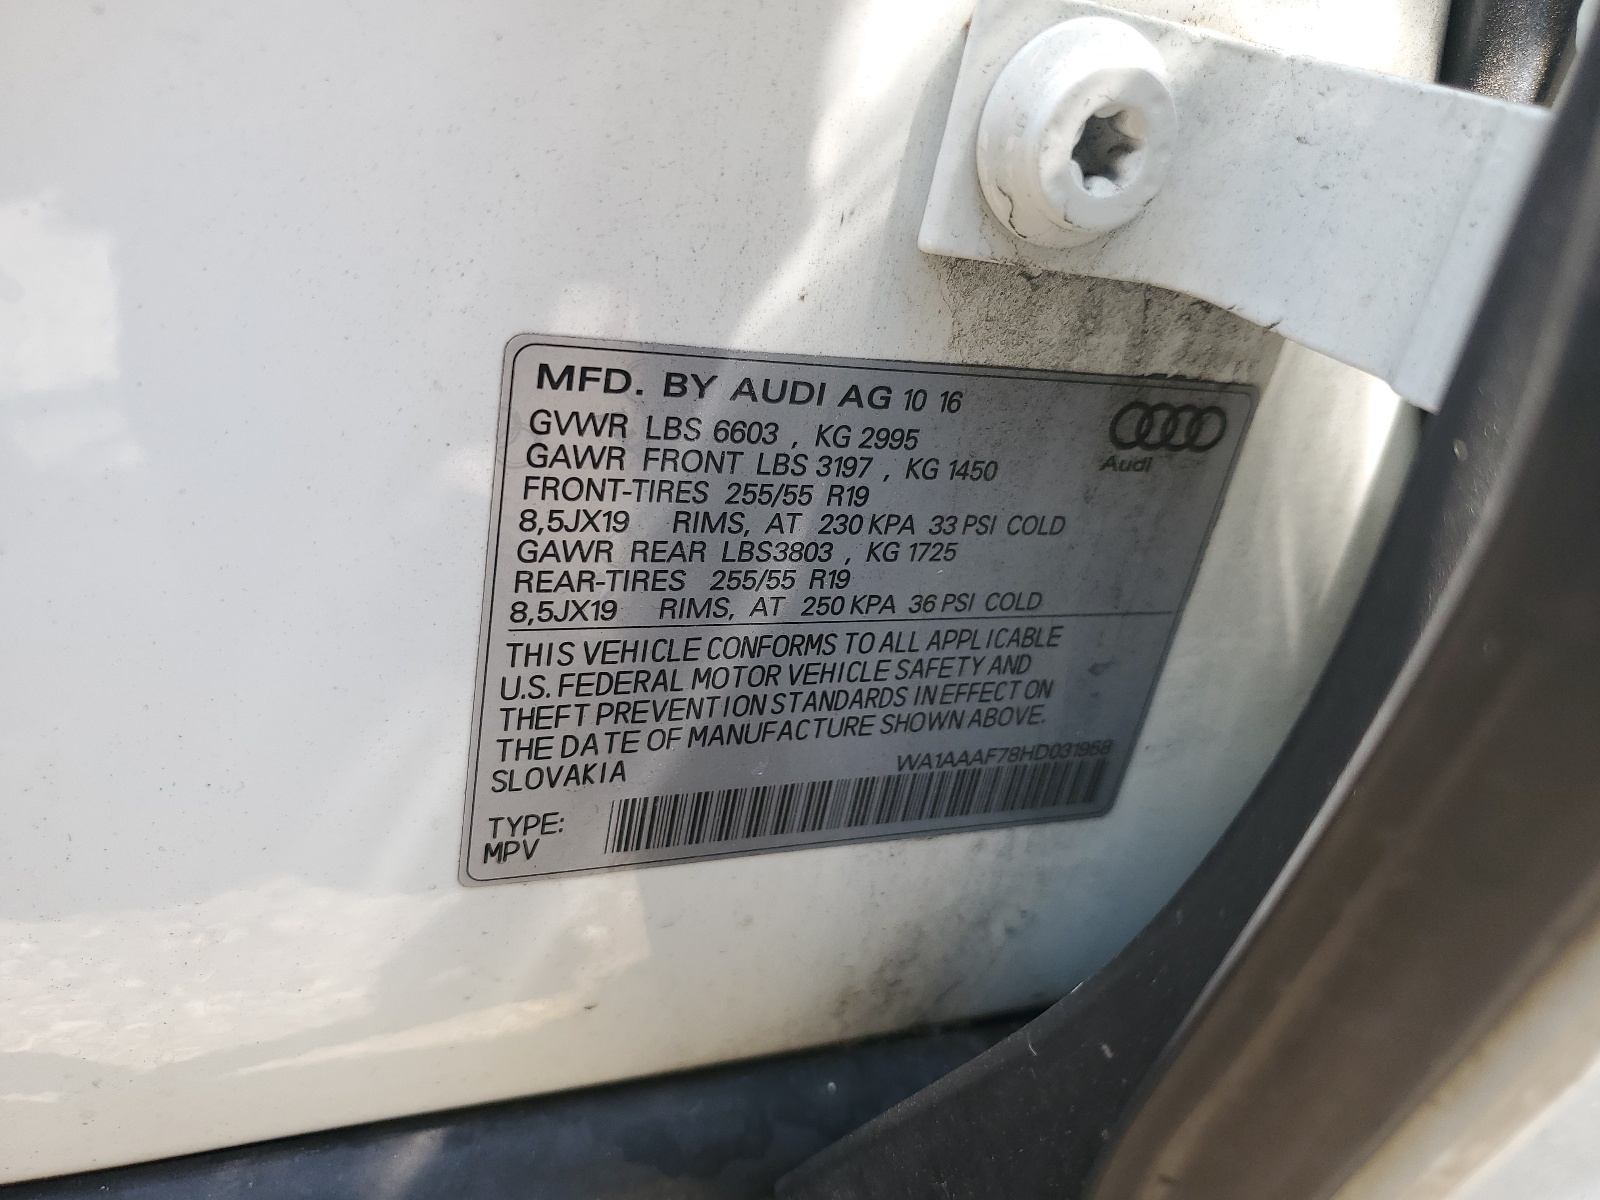 MFD. BY AUDI AG 10 16
GVWR LBS 6603 , KG 2995
GAWR FRONT LBS 3197 , KG 1450
FRONT-TIRES 255/55 R19
8,5JX19 RIMS, AT 230 KPA 33 PSI COLD
GAWR REAR LBS3803 , KG 1725
REAR-TIRES 255/55 R19
8,5JX19 RIMS, AT 250 KPA 36 PSI COLD
Audi
THIS VEHICLE CONFORMS TO ALL APPLICABLE
U.S. FEDERAL MOTOR VEHICLE SAFETY AND
THEFT PREVENTION STANDARDS IN EFFECT ON
THE DATE OF MANUFACTURE SHOWN ABOVE.
SLOVAKIA
WA1AAAF78HD031958
TYPE:
MPV